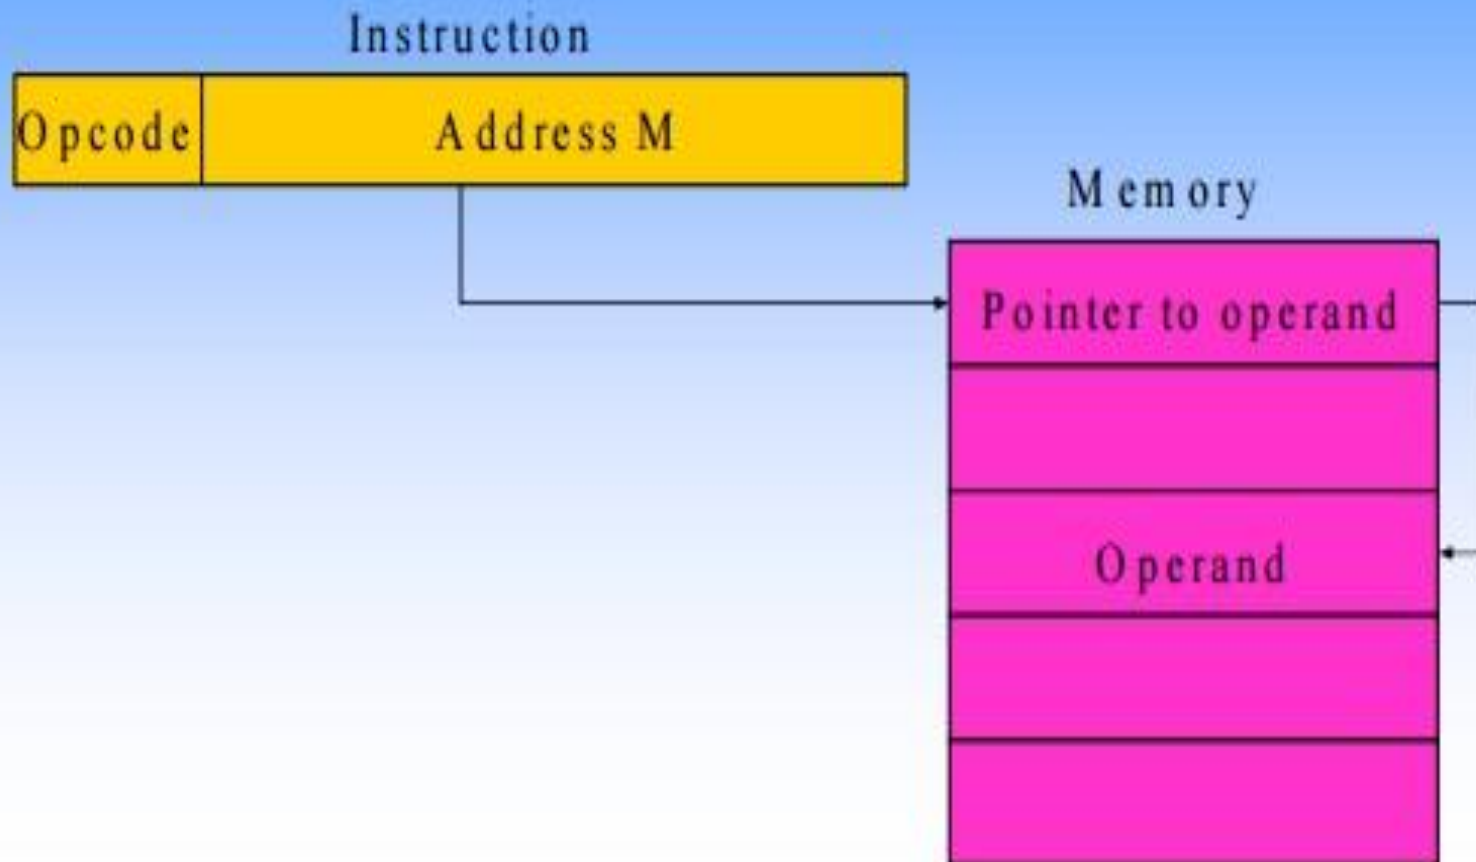 Instruction
Opcode Address M
Memory
Pointer to operand
Operand